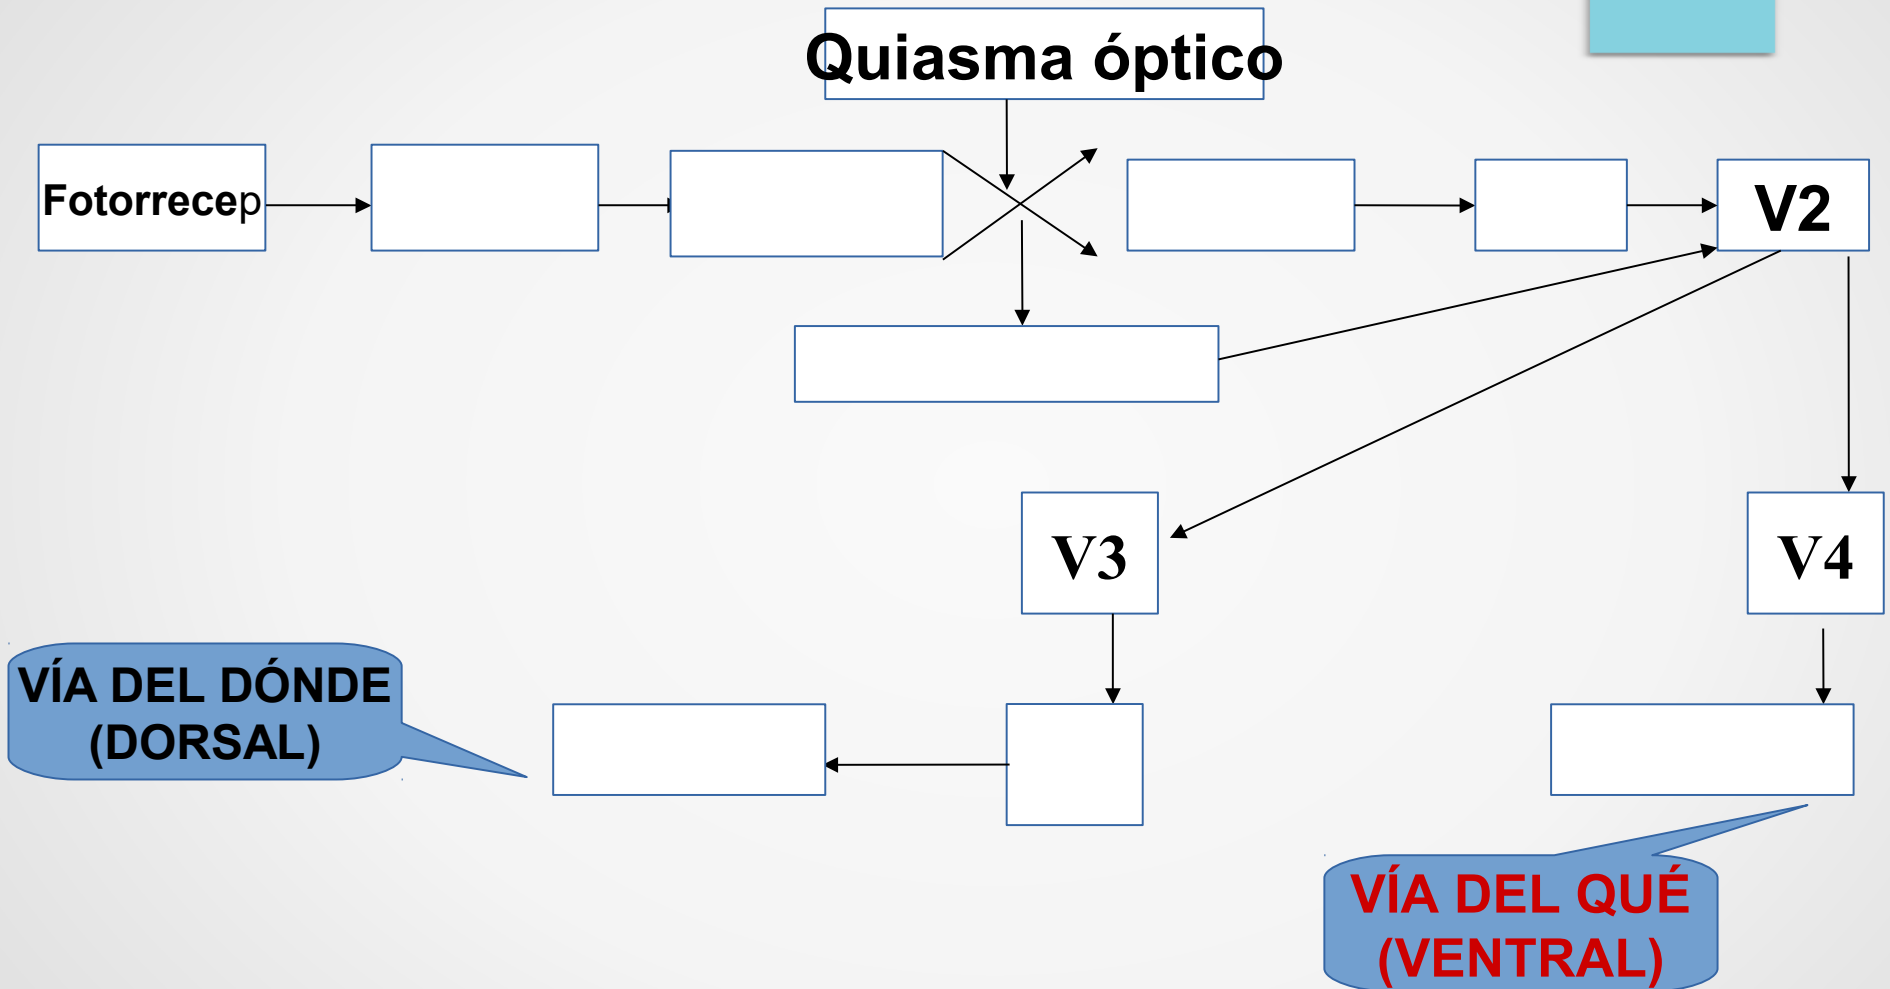 Quiasma óptico
Fotorrecep
V2
V3
V4
VÍA DEL DÓNDE
(DORSAL)
VÍA DEL QUÉ
(VENTRAL)